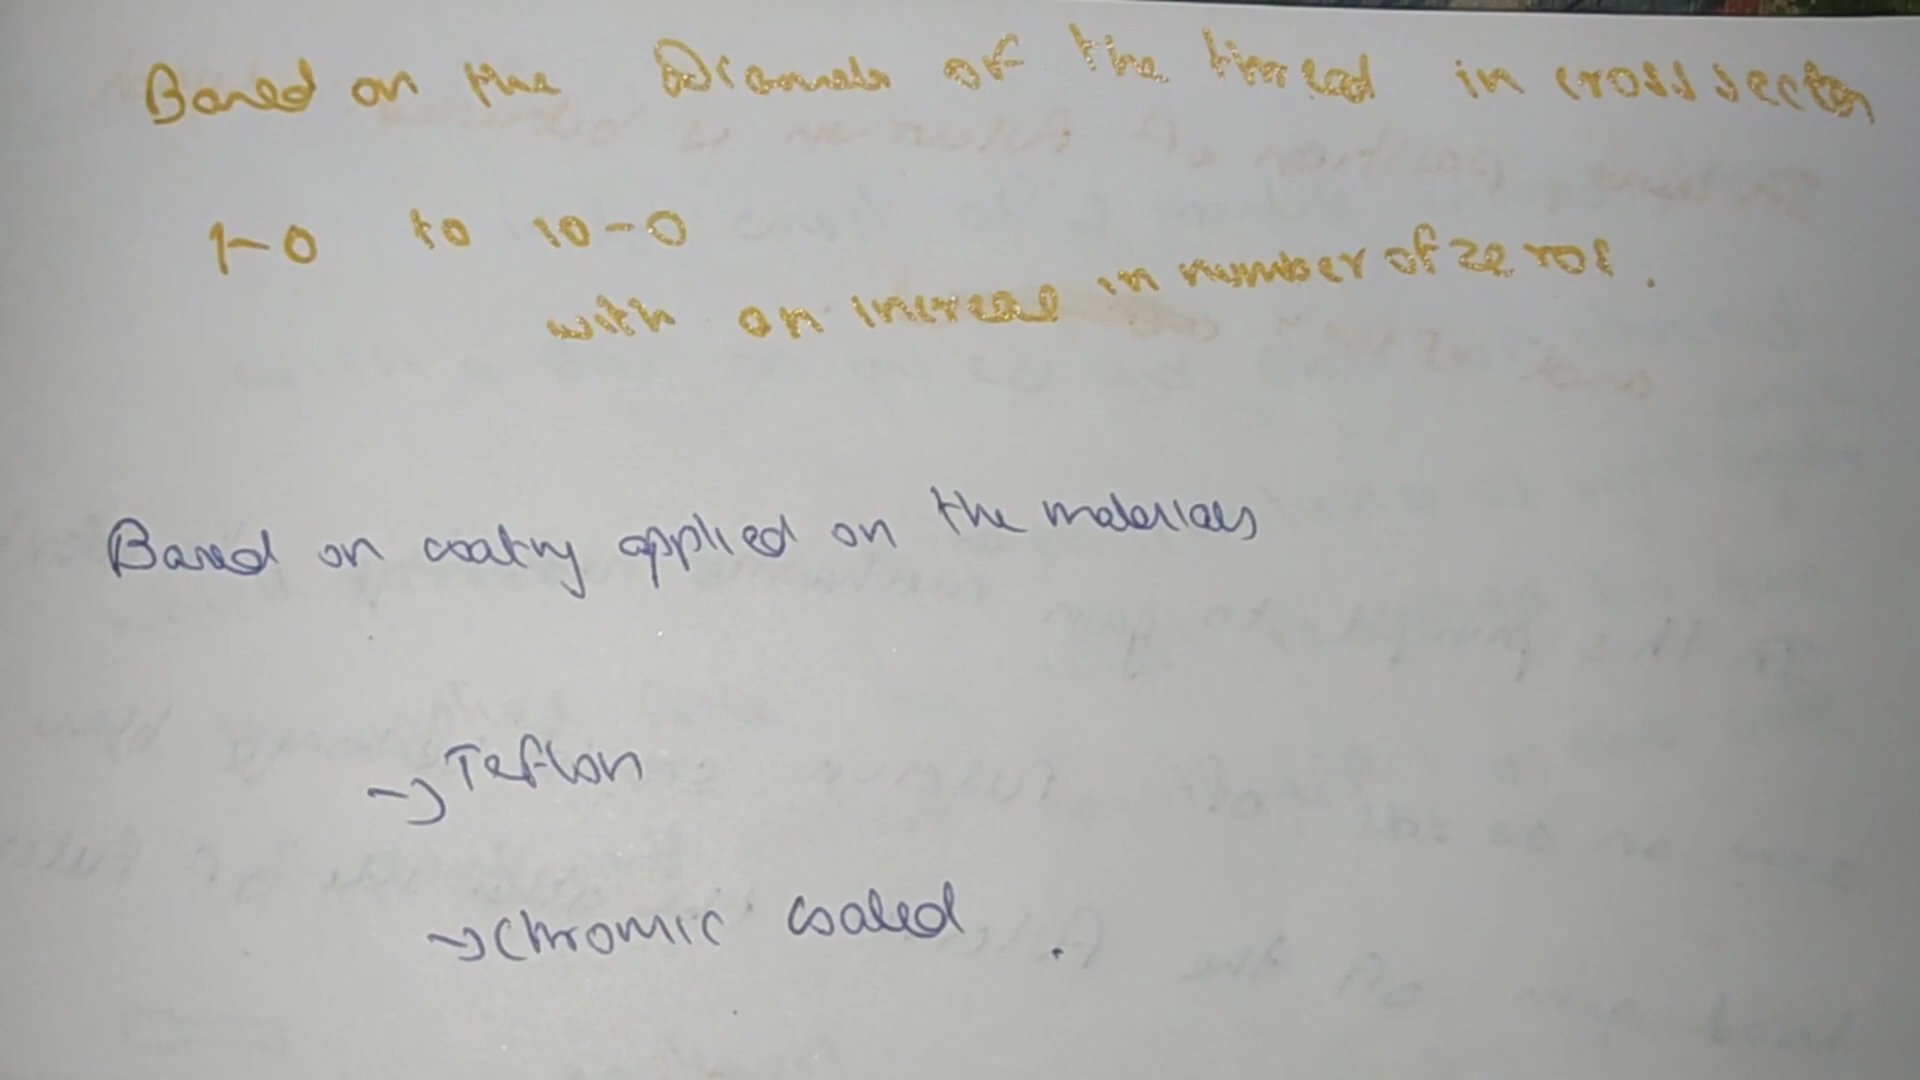 Based on the Diameter of the thread in cross section
1-0 to 10-0
with an increase in number of zeros.
Based on coating applied on the materials
→ Teflon
→ Chromic coated.